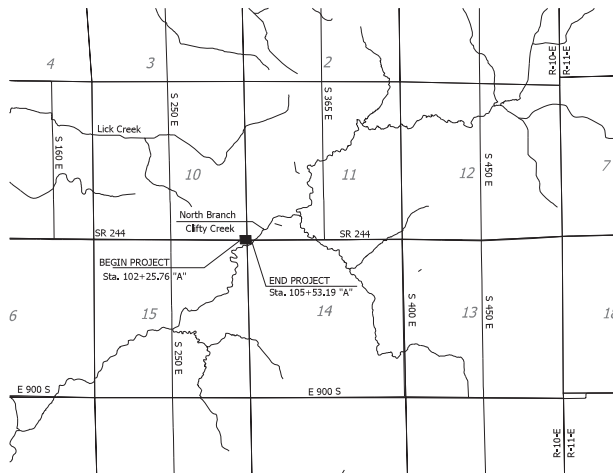 4
3
2
R-10-E
R-11-E
S 250 E
S 365 E
Lick Creek
S 160 E
10
11
12
S 450 E
7
North Branch
Clifty Creek
SR 244
SR 244
BEGIN PROJECT
Sta. 102+25.76 "A"
END PROJECT
Sta. 105+53.19 "A"
6
15
14
13
18
S 400 E
S 450 E
S 250 E
E 900 S
E 900 S
R-10-E
R-11-E